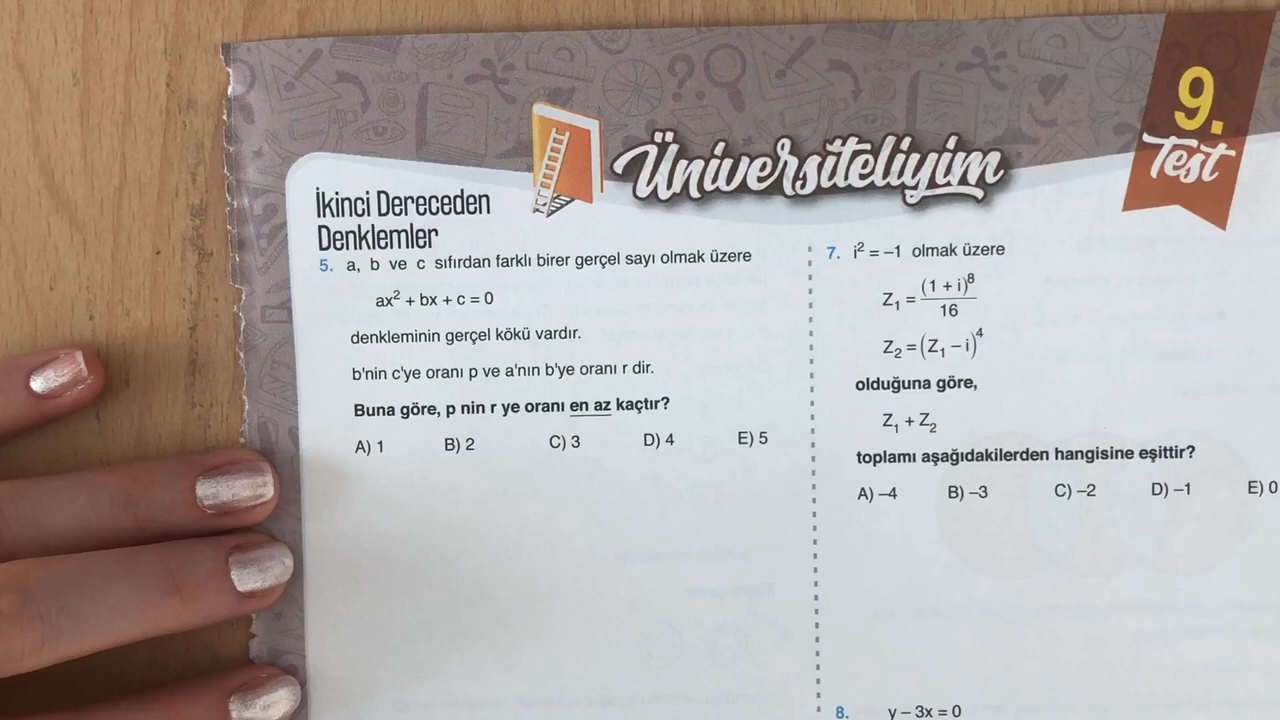 Üniversiteliyim
9.
Test
İkinci Dereceden
Denklemler
5. a, b ve c sıfırdan farklı birer gerçel sayı olmak üzere
ax² + bx + c = 0
denkleminin gerçel kökü vardır.
b'nin c'ye oranı p ve a'nın b'ye oranı r dir.
Buna göre, p nin r ye oranı en az kaçtır?
A) 1 B) 2 C) 3 D) 4 E) 5
7. i² = –1 olmak üzere
Z₁ = (1 + i)⁸
16
Z₂ = (Z₁ – i)⁴
olduğuna göre,
Z₁ + Z₂
toplamı aşağıdakilerden hangisine eşittir?
A) –4 B) –3 C) –2 D) –1 E) 0
8. y – 3x = 0